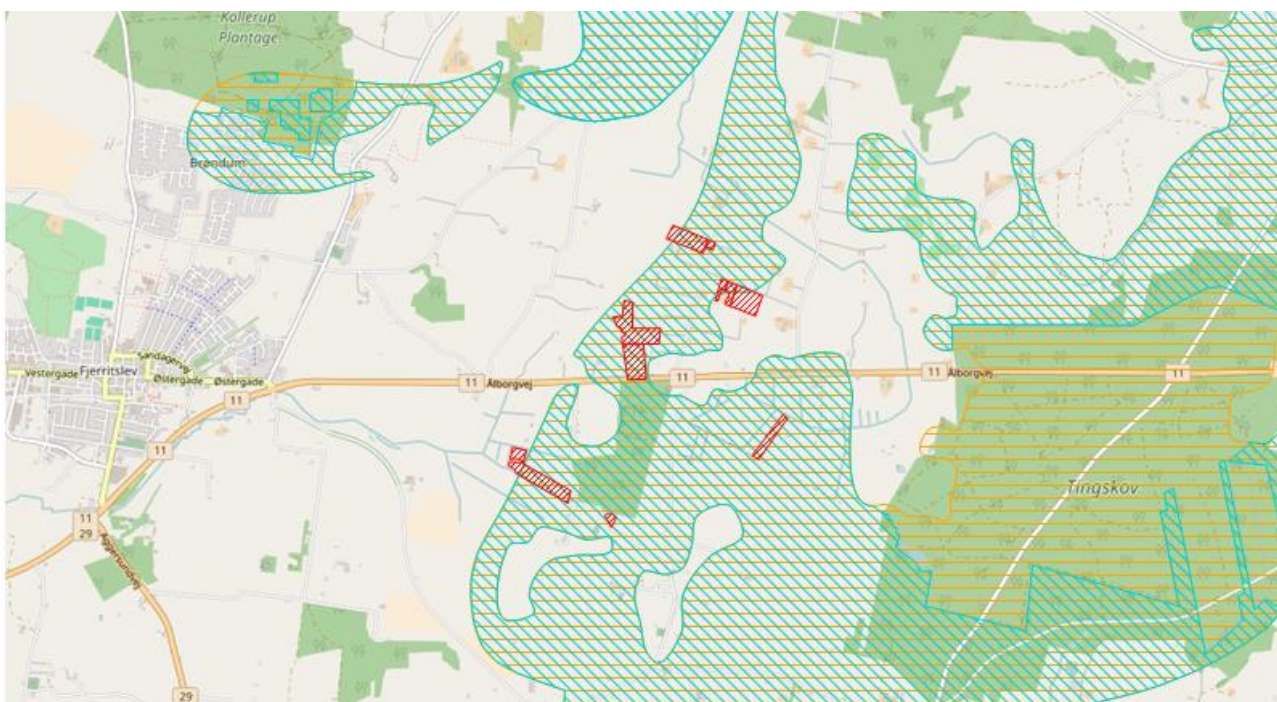 Kollerup
Plantage
Brøndum
Sandagervej
Vestergade
Fjerritslev
Østergade
Østergade
11
Ålborgvej
11
11
Ålborgvej
11
11
11
Tingskov
11
29
Aggersundvej
29